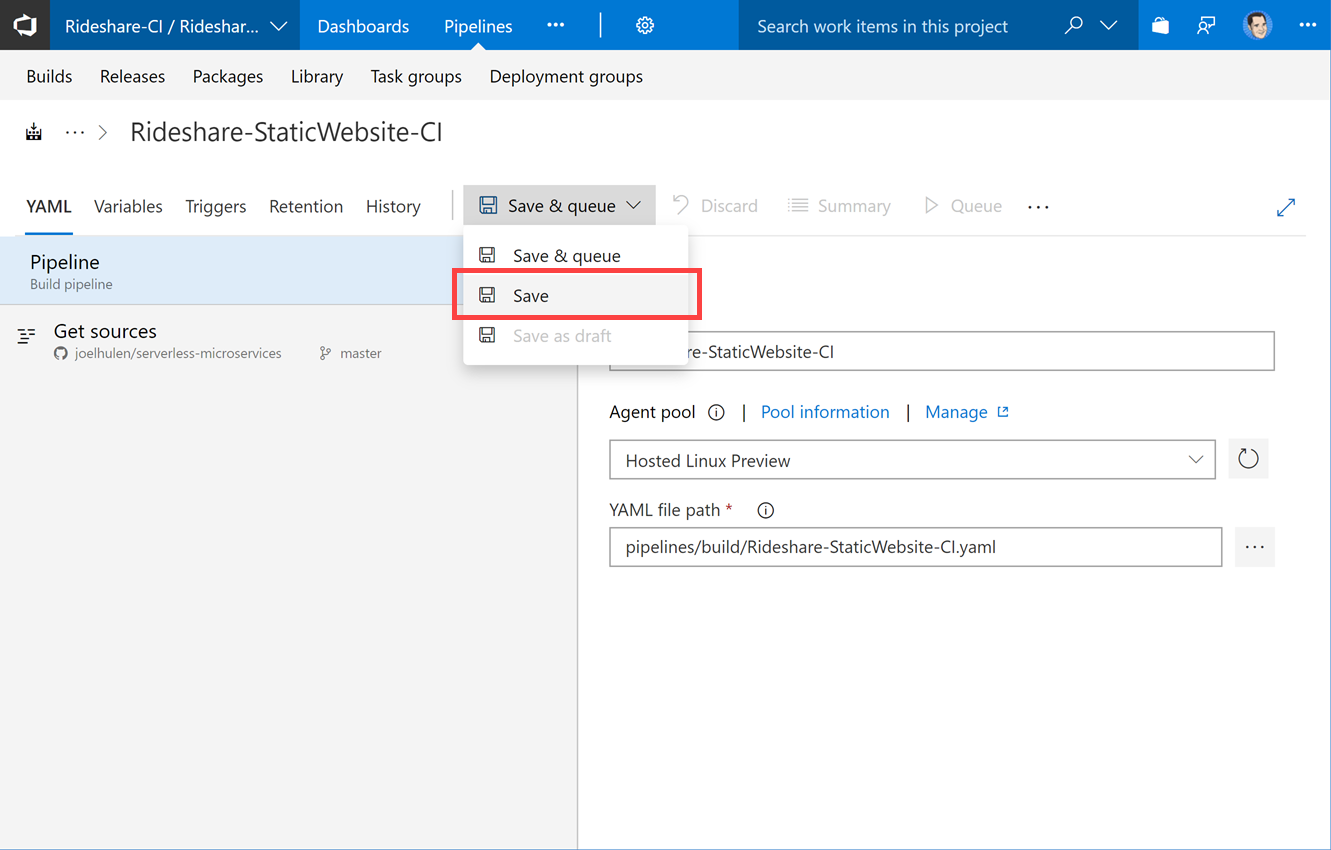 Rideshare-CI / Rideshar... Dashboards Pipelines ... Search work items in this project ...
Builds Releases Packages Library Task groups Deployment groups
... > Rideshare-StaticWebsite-CI
YAML Variables Triggers Retention History Save & queue Discard Summary Queue ...
Save & queue
Save
Save as draft
Pipeline
Build pipeline
Get sources
joelhulen/serverless-microservices master
re-StaticWebsite-CI
Agent pool | Pool information | Manage
Hosted Linux Preview
YAML file path *
pipelines/build/Rideshare-StaticWebsite-CI.yaml ...